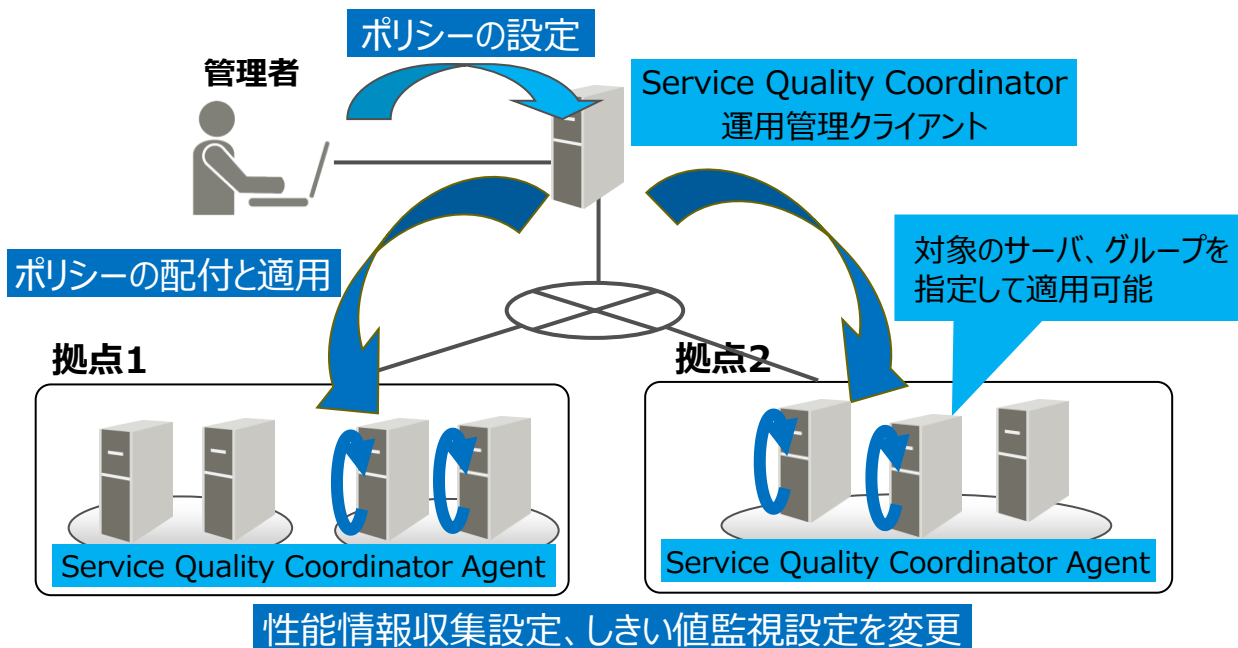 ポリシーの設定
管理者
Service Quality Coordinator
運用管理クライアント
ポリシーの配付と適用
対象のサーバ、グループを
指定して適用可能
拠点1
拠点2
Service Quality Coordinator Agent
Service Quality Coordinator Agent
性能情報収集設定、しきい値監視設定を変更